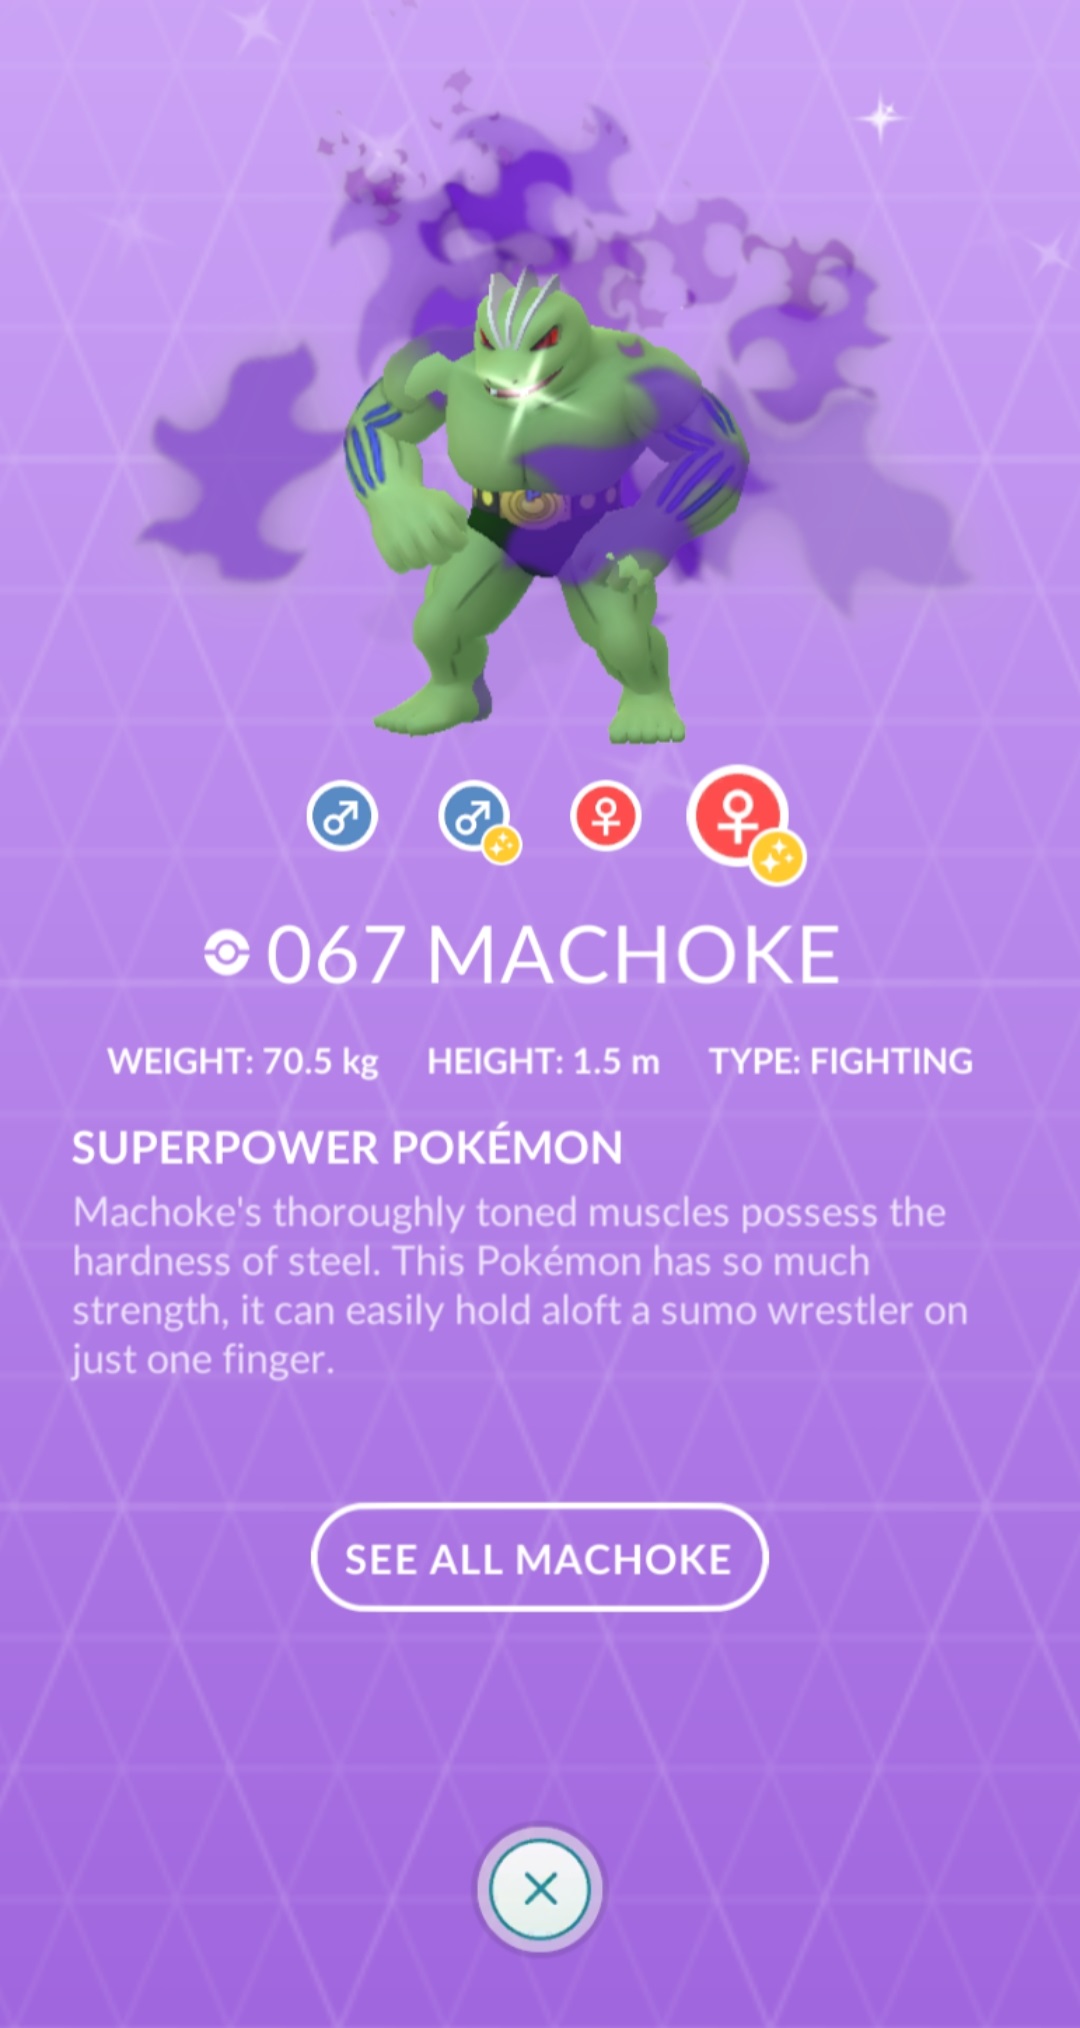 067 MACHOKE
WEIGHT: 70.5 kg HEIGHT: 1.5 m TYPE: FIGHTING
SUPERPOWER POKÉMON
Machoke's thoroughly toned muscles possess the
hardness of steel. This Pokémon has so much
strength, it can easily hold aloft a sumo wrestler on
just one finger.
SEE ALL MACHOKE